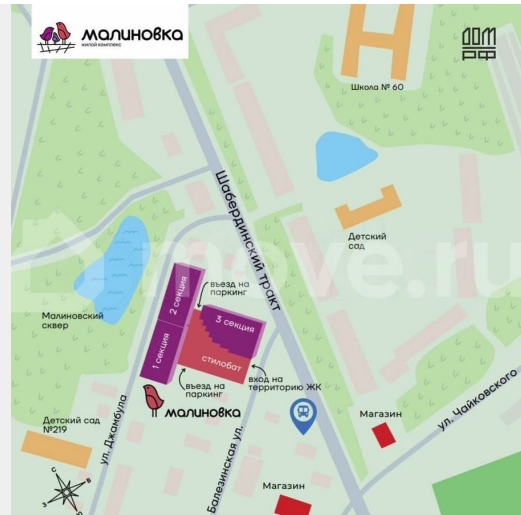 малиновка
жилой комплекс
ДОМ
РФ
Школа № 60
Шабердинский тракт
Детский
сад
move.ru
Малиновский
сквер
въезд на
паркинг
2 секция
3 секция
1 секция
стилобат
въезд на
паркинг
вход на
территорию ЖК
малиновка
Магазин
ул. Чайковского
Детский сад
№219
ул. Джамбула
Балезинская ул.
Магазин
С
В
З
Ю